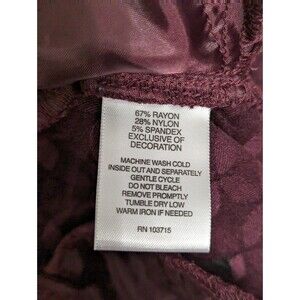 67% RAYON
28% NYLON
5% SPANDEX
EXCLUSIVE OF
DECORATION
MACHINE WASH COLD
INSIDE OUT AND SEPARATELY
GENTLE CYCLE
DO NOT BLEACH
REMOVE PROMPTLY
TUMBLE DRY LOW
WARM IRON IF NEEDED
RN 103715